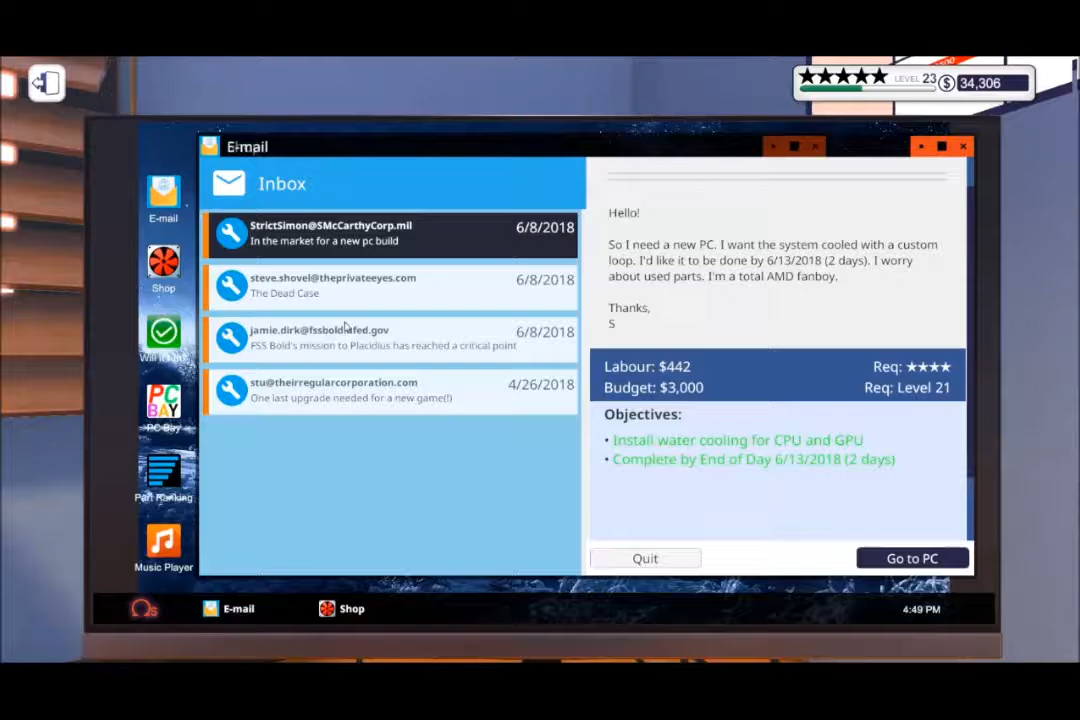 LEVEL 23
$ 34,306
E-mail
E-mail
Shop
PC
BAY
PC Bay
Part Ranking
Music Player
Inbox
StrictSimon@SMcCarthyCorp.mil
6/8/2018
In the market for a new pc build
steve.shovel@theprivateeyes.com
6/8/2018
The Dead Case
6/8/2018
FSS Bold's mission to Placidius has reached a critical point
stu@theirregularcorporation.com
4/26/2018
One last upgrade needed for a new game(!)
Hello!
So I need a new PC. I want the system cooled with a custom
loop. I'd like it to be done by 6/13/2018 (2 days). I worry
about used parts. I'm a total AMD fanboy.
Thanks,
S
Labour: $442
Req: ★★★★
Budget: $3,000
Req: Level 21
Objectives:
• Install water cooling for CPU and GPU
• Complete by End of Day 6/13/2018 (2 days)
Quit
Go to PC
Ωs
E-mail
Shop
4:49 PM